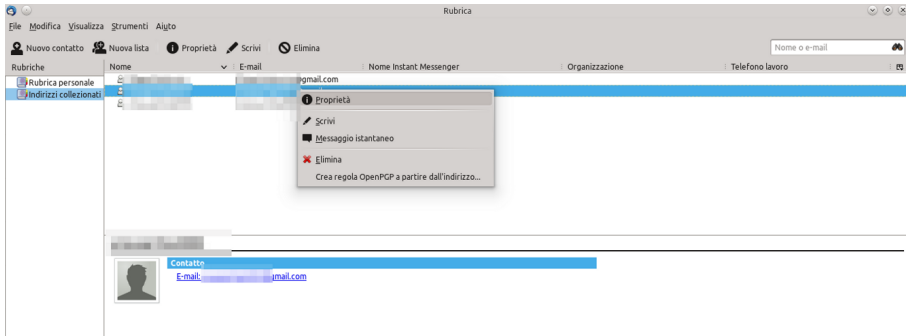 Rubrica
File Modifica Visualizza Strumenti Aiuto
Nuovo contatto Nuova lista Proprietà Scrivi Elimina Nome o e-mail
Rubriche Nome E-mail Nome Instant Messenger Organizzazione Telefono lavoro
Rubrica personale gmail.com
Indirizzi collezionati
Proprietà
Scrivi
Messaggio istantaneo
Elimina
Crea regola OpenPGP a partire dall'indirizzo...
Contatto
E-mail: gmail.com